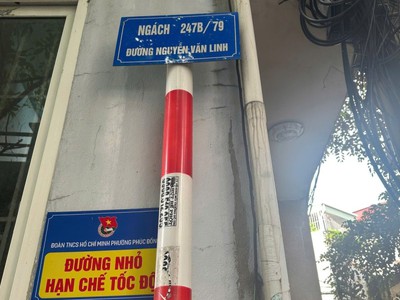 NGÁCH 247B/79
ĐƯỜNG NGUYỄN VĂN LINH
ĐOÀN TNCS HỒ CHÍ MINH PHƯỜNG PHÚC ĐỒN
ĐƯỜNG NHỎ
HẠN CHẾ TỐC ĐỘ